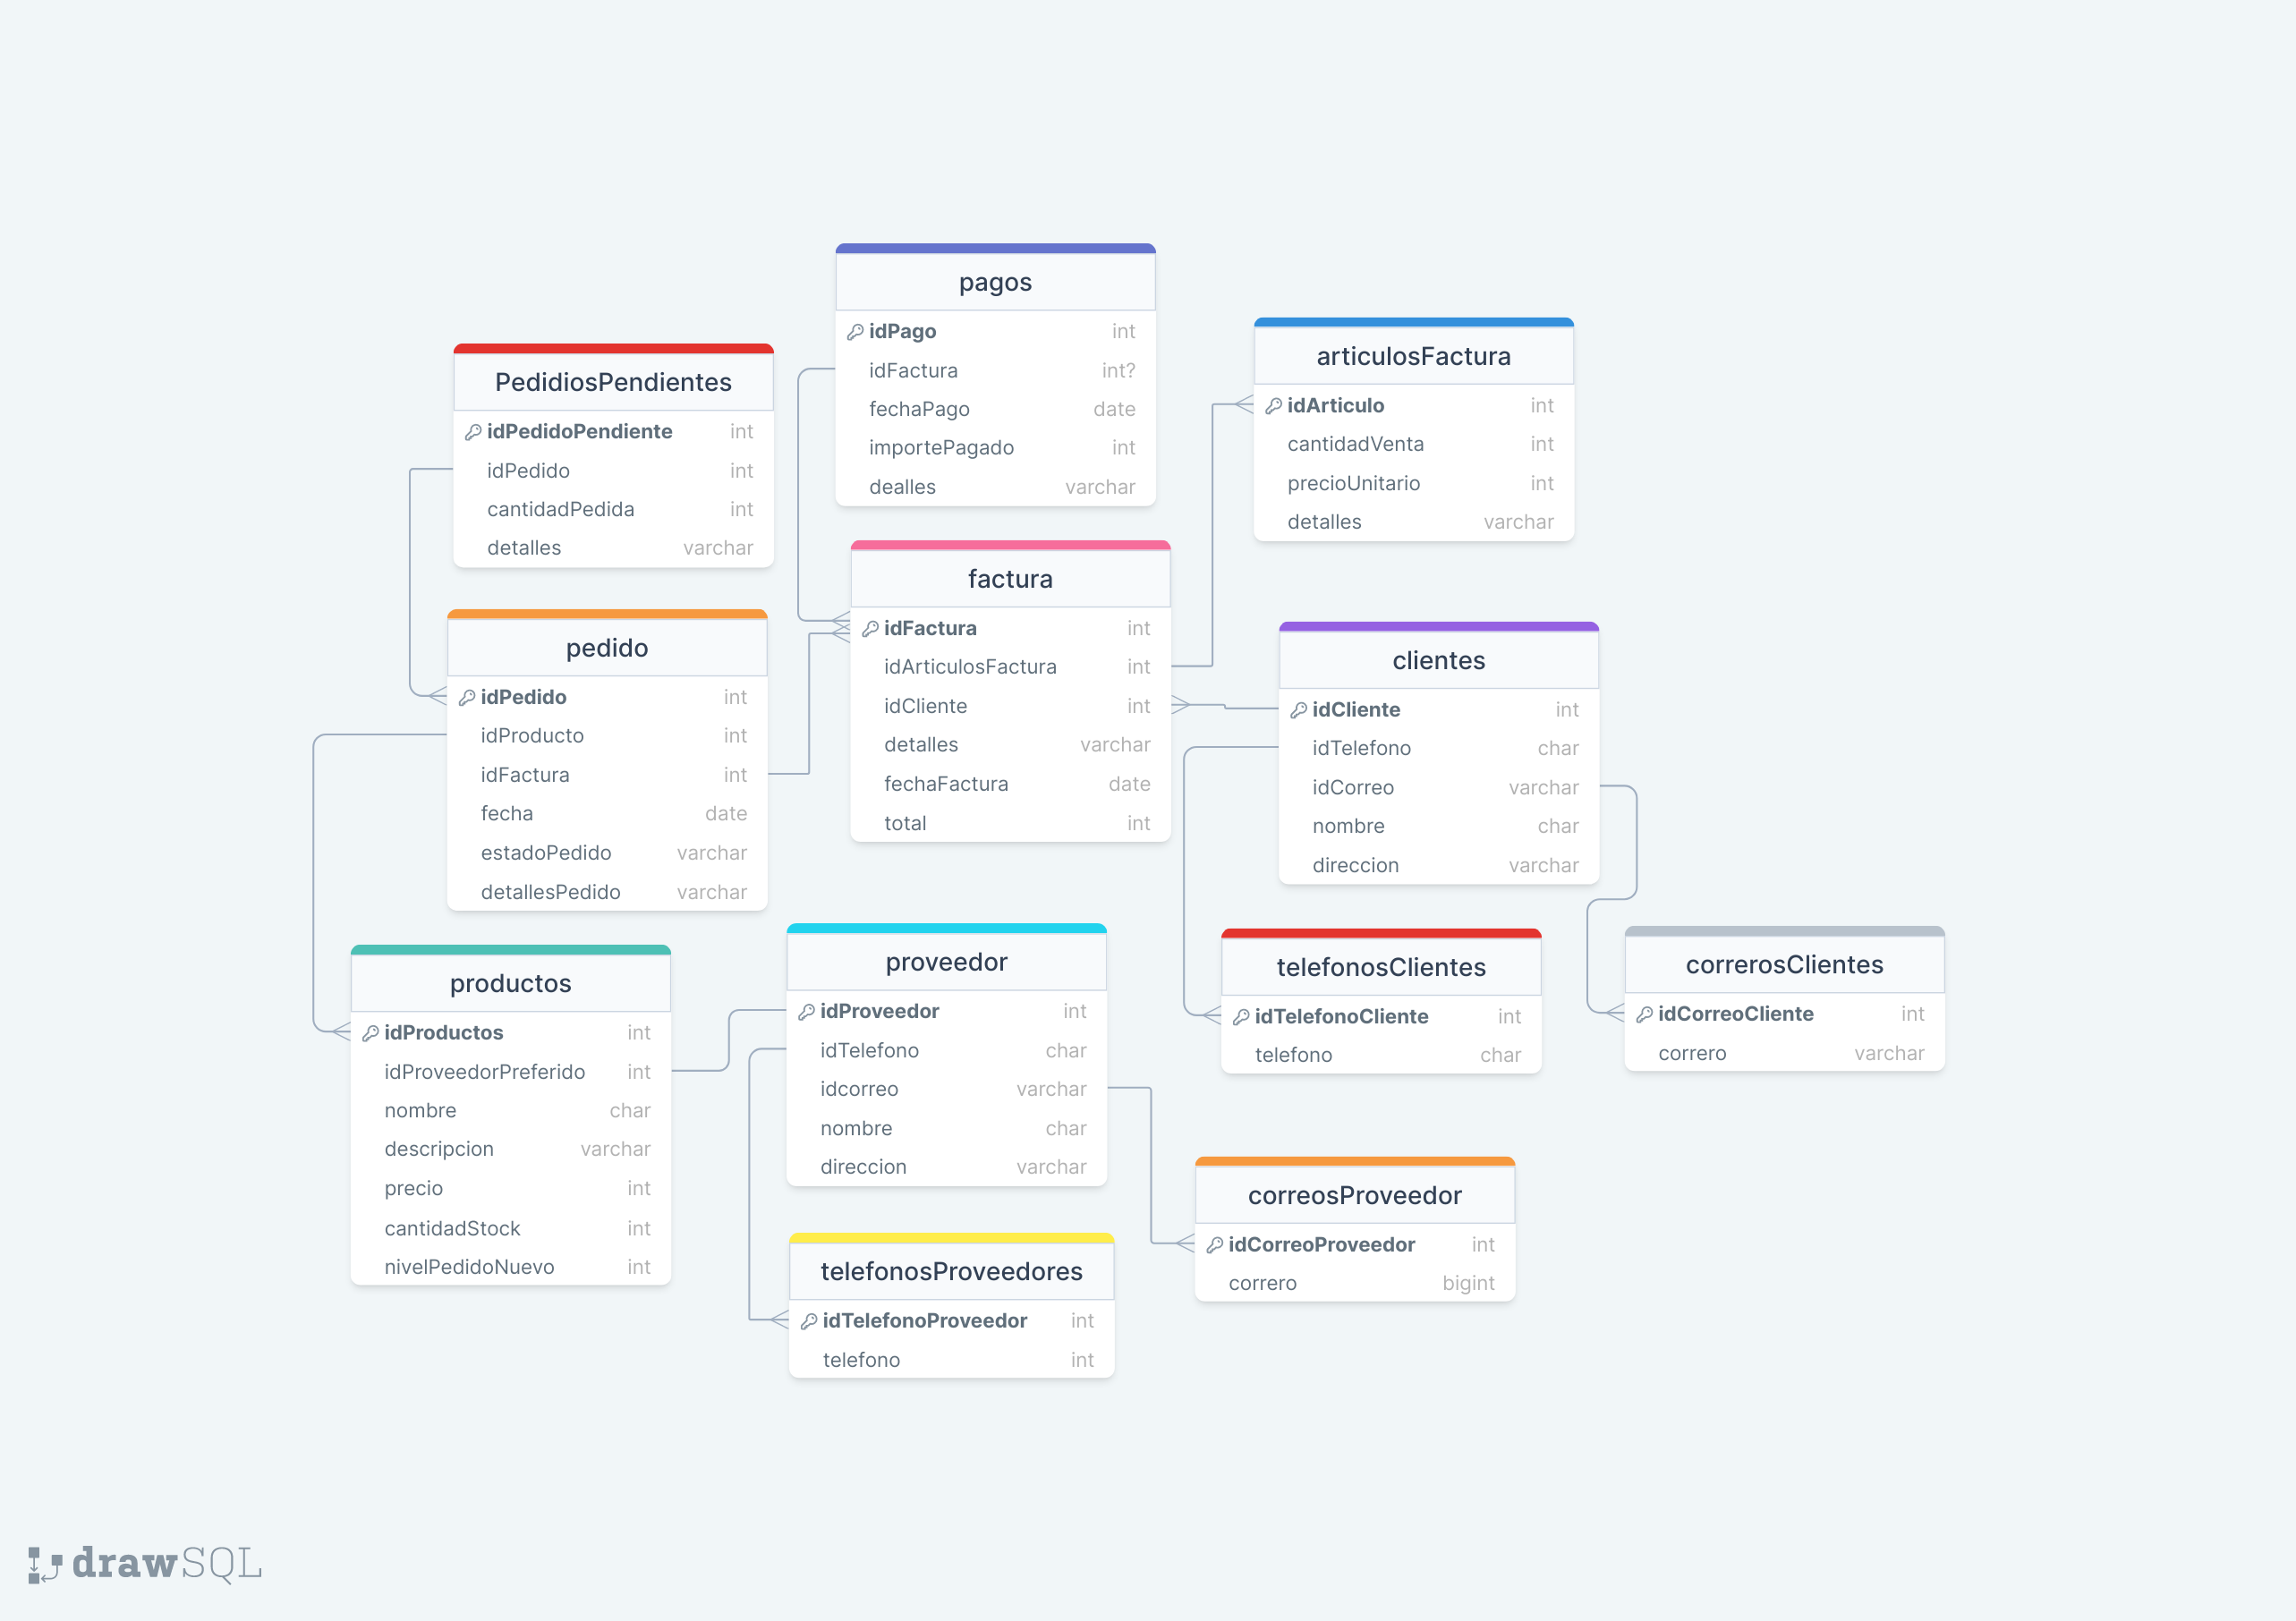 pagos
idPago int
idFactura int?
fechaPago date
importePagado int
dealles varchar
articulosFactura
idArticulo int
cantidadVenta int
precioUnitario int
detalles varchar
PedidiosPendientes
idPedidoPendiente int
idPedido int
cantidadPedida int
detalles varchar
factura
idFactura int
idArticulosFactura int
idCliente int
detalles varchar
fechaFactura date
total int
pedido
idPedido int
idProducto int
idFactura int
fecha date
estadoPedido varchar
detallesPedido varchar
clientes
idCliente int
idTelefono char
idCorreo varchar
nombre char
direccion varchar
productos
idProductos int
idProveedorPreferido int
nombre char
descripcion varchar
precio int
cantidadStock int
nivelPedidoNuevo int
proveedor
idProveedor int
idTelefono char
idcorreo varchar
nombre char
direccion varchar
telefonosClientes
idTelefonoCliente int
telefono char
correrosClientes
idCorreoCliente int
correro varchar
correosProveedor
idCorreoProveedor int
correro bigint
telefonosProveedores
idTelefonoProveedor int
telefono int
drawSQL